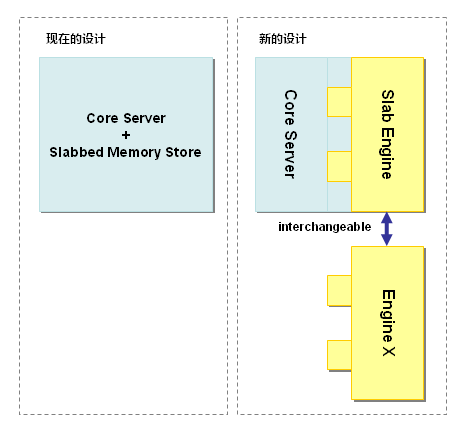 现在的设计
Core Server
+
Slabbed Memory Store
新的设计
Core Server
Slab Engine
interchangeable
Engine X